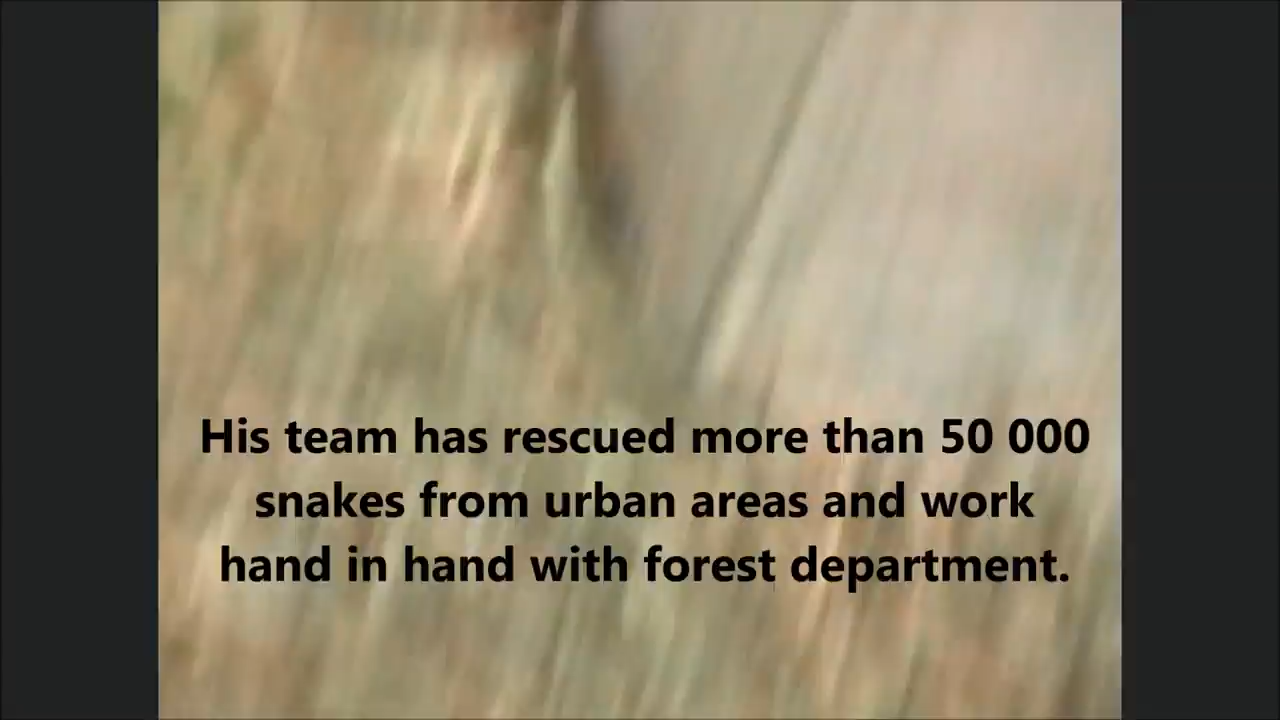 His team has rescued more than 50 000
snakes from urban areas and work
hand in hand with forest department.